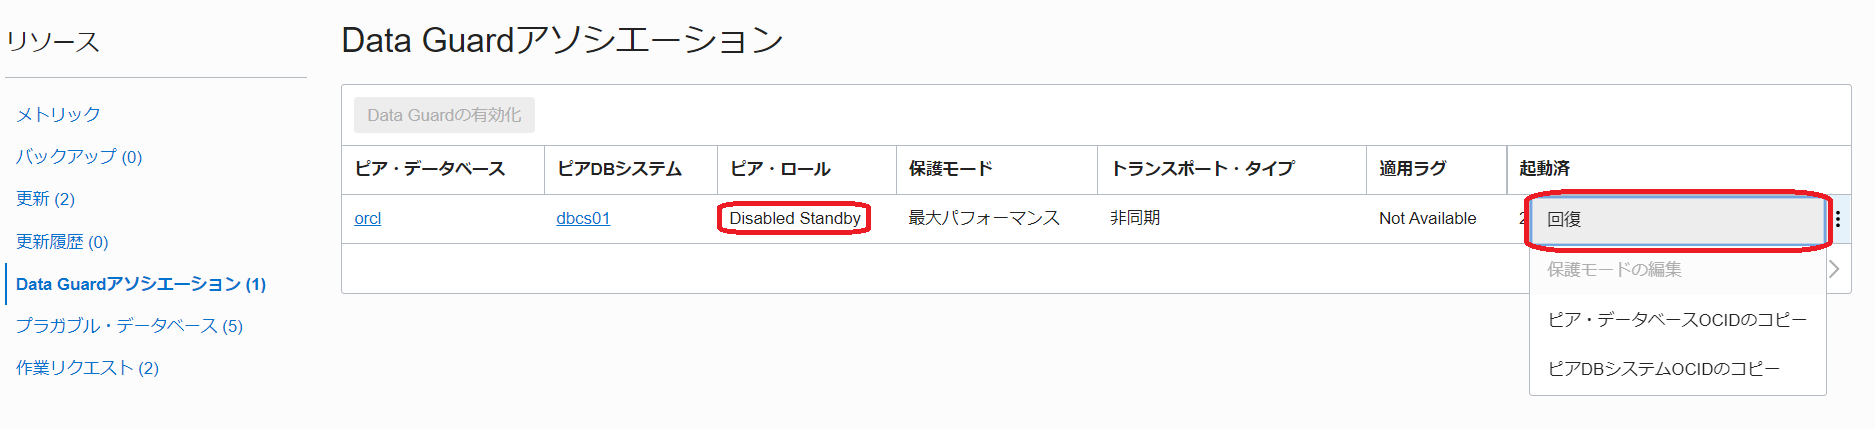 リソース
メトリック
バックアップ (0)
更新 (2)
更新履歴 (0)
Data Guardアソシエーション (1)
プラガブル・データベース (5)
作業リクエスト (2)
Data Guardアソシエーション
Data Guardの有効化
ピア・データベース ピアDBシステム ピア・ロール 保護モード トランスポート・タイプ 適用ラグ 起動済
orcl dbcs01 Disabled Standby 最大パフォーマンス 非同期 Not Available 2
回復
保護モードの編集
ピア・データベースOCIDのコピー
ピアDBシステムOCIDのコピー